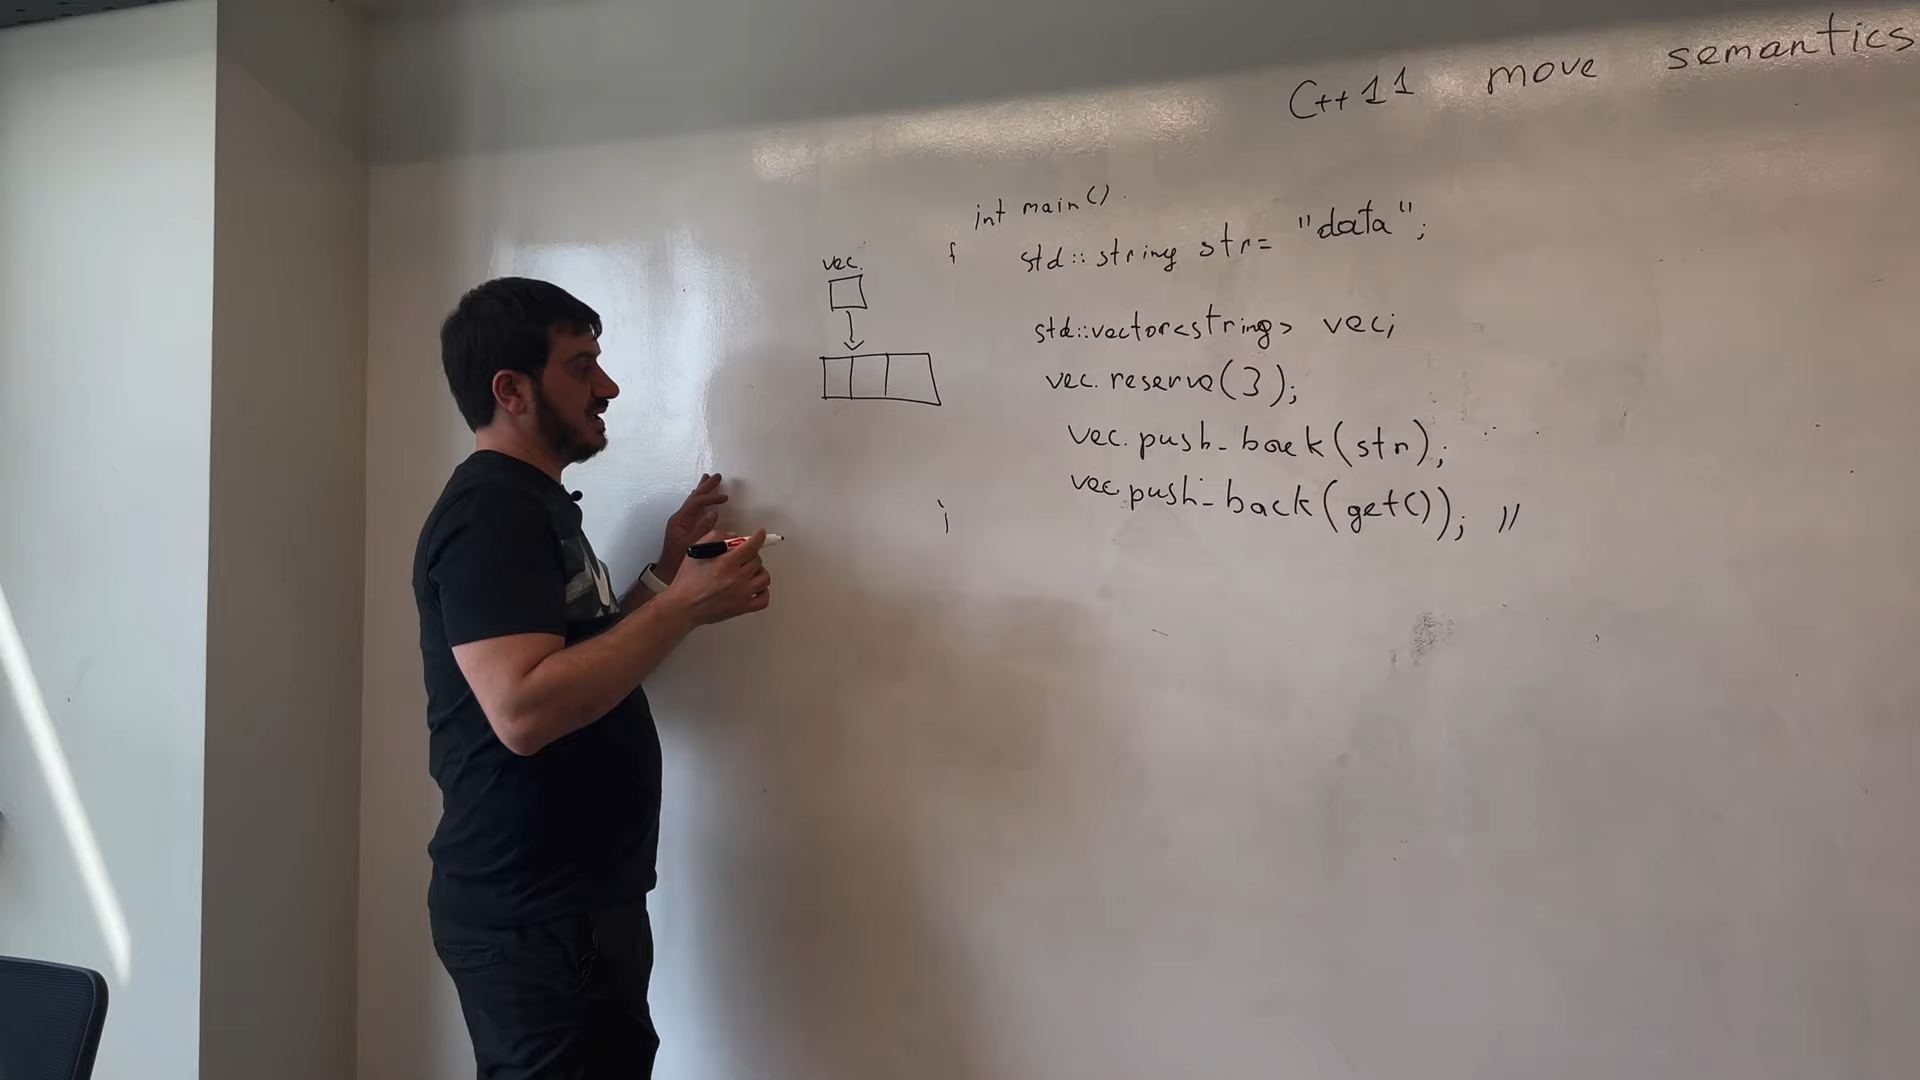 C++11 move semantics
int main()
{ std::string str= "data";
vec.
std::vector<string> vec;
vec.reserve(3);
vec.push_back(str);
vec.push_back(get()); //
}